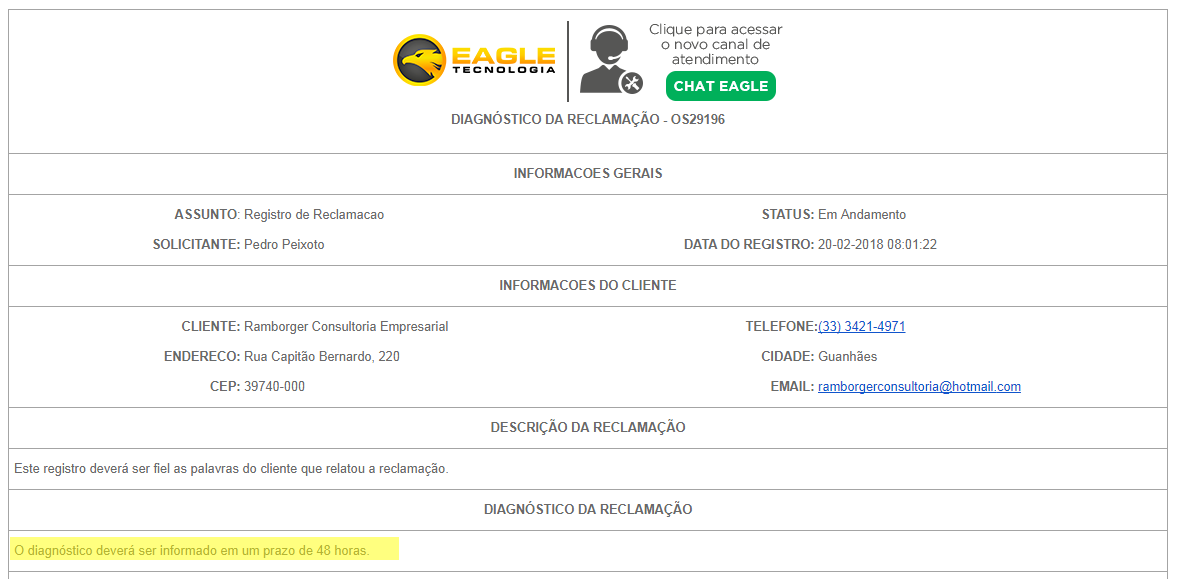 EAGLE
TECNOLOGIA
Clique para acessar
o novo canal de
atendimento
CHAT EAGLE
DIAGNÓSTICO DA RECLAMAÇÃO - OS29196
INFORMACOES GERAIS
ASSUNTO: Registro de Reclamacao
STATUS: Em Andamento
SOLICITANTE: Pedro Peixoto
DATA DO REGISTRO: 20-02-2018 08:01:22
INFORMACOES DO CLIENTE
CLIENTE: Ramborger Consultoria Empresarial
TELEFONE:(33) 3421-4971
ENDERECO: Rua Capitão Bernardo, 220
CIDADE: Guanhães
CEP: 39740-000
EMAIL: ramborgerconsultoria@hotmail.com
DESCRIÇÃO DA RECLAMAÇÃO
Este registro deverá ser fiel as palavras do cliente que relatou a reclamação.
DIAGNÓSTICO DA RECLAMAÇÃO
O diagnóstico deverá ser informado em um prazo de 48 horas.